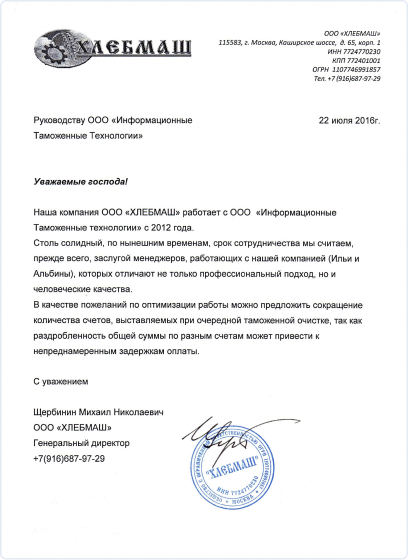 ХЛЕБМАШ
ООО «ХЛЕБМАШ»
115583, г. Москва, Каширское шоссе, д. 65, корп. 1
ИНН 7724770230
КПП 772401001
ОГРН 1107746991857
Тел. +7 (916)687-97-29
Руководству ООО «Информационные
Таможенные Технологии»
22 июля 2016г.
Уважаемые господа!
Наша компания ООО «ХЛЕБМАШ» работает с ООО «Информационные
Таможенные технологии» с 2012 года.
Столь солидный, по нынешним временам, срок сотрудничества мы считаем,
прежде всего, заслугой менеджеров, работающих с нашей компанией (Ильи и
Альбины), которых отличают не только профессиональный подход, но и
человеческие качества.
В качестве пожеланий по оптимизации работы можно предложить сокращение
количества счетов, выставляемых при очередной таможенной очистке, так как
раздробленность общей суммы по разным счетам может привести к
непреднамеренным задержкам оплаты.
С уважением
Щербинин Михаил Николаевич
ООО «ХЛЕБМАШ»
Генеральный директор
+7(916)687-97-29
"ХЛЕБМАШ"
ИНН 7724770230
МОСКВА